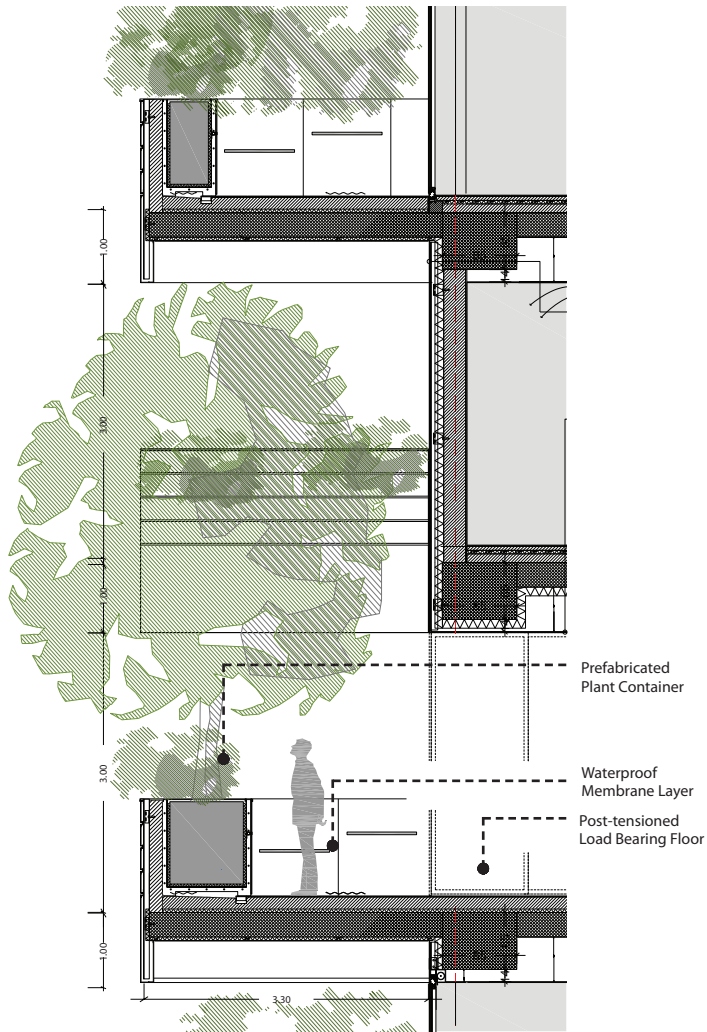 1.00
3.00
1.00
Prefabricated
Plant Container
3.00
Waterproof
Membrane Layer
Post-tensioned
Load Bearing Floor
1.00
3.30